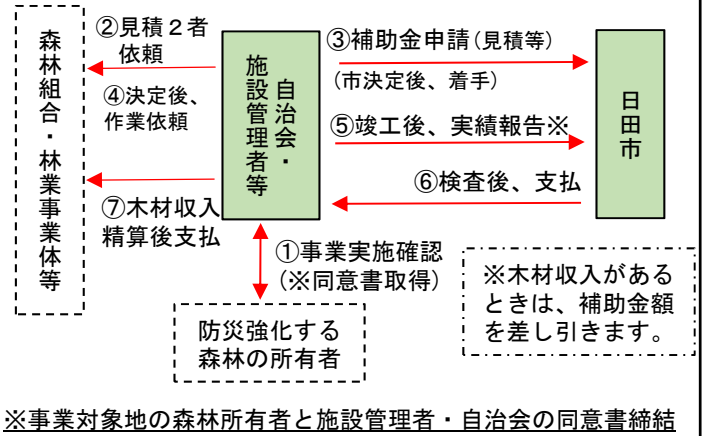 森林組合・林業事業体等
②見積２者
依頼
④決定後、
作業依頼
⑦木材収入
精算後支払
自治会・
施設管理者等
③補助金申請(見積等)
(市決定後、着手)
⑤竣工後、実績報告※
⑥検査後、支払
日田市
①事業実施確認
(※同意書取得)
防災強化する
森林の所有者
※木材収入がある
ときは、補助金額
を差し引きます。
※事業対象地の森林所有者と施設管理者・自治会の同意書締結